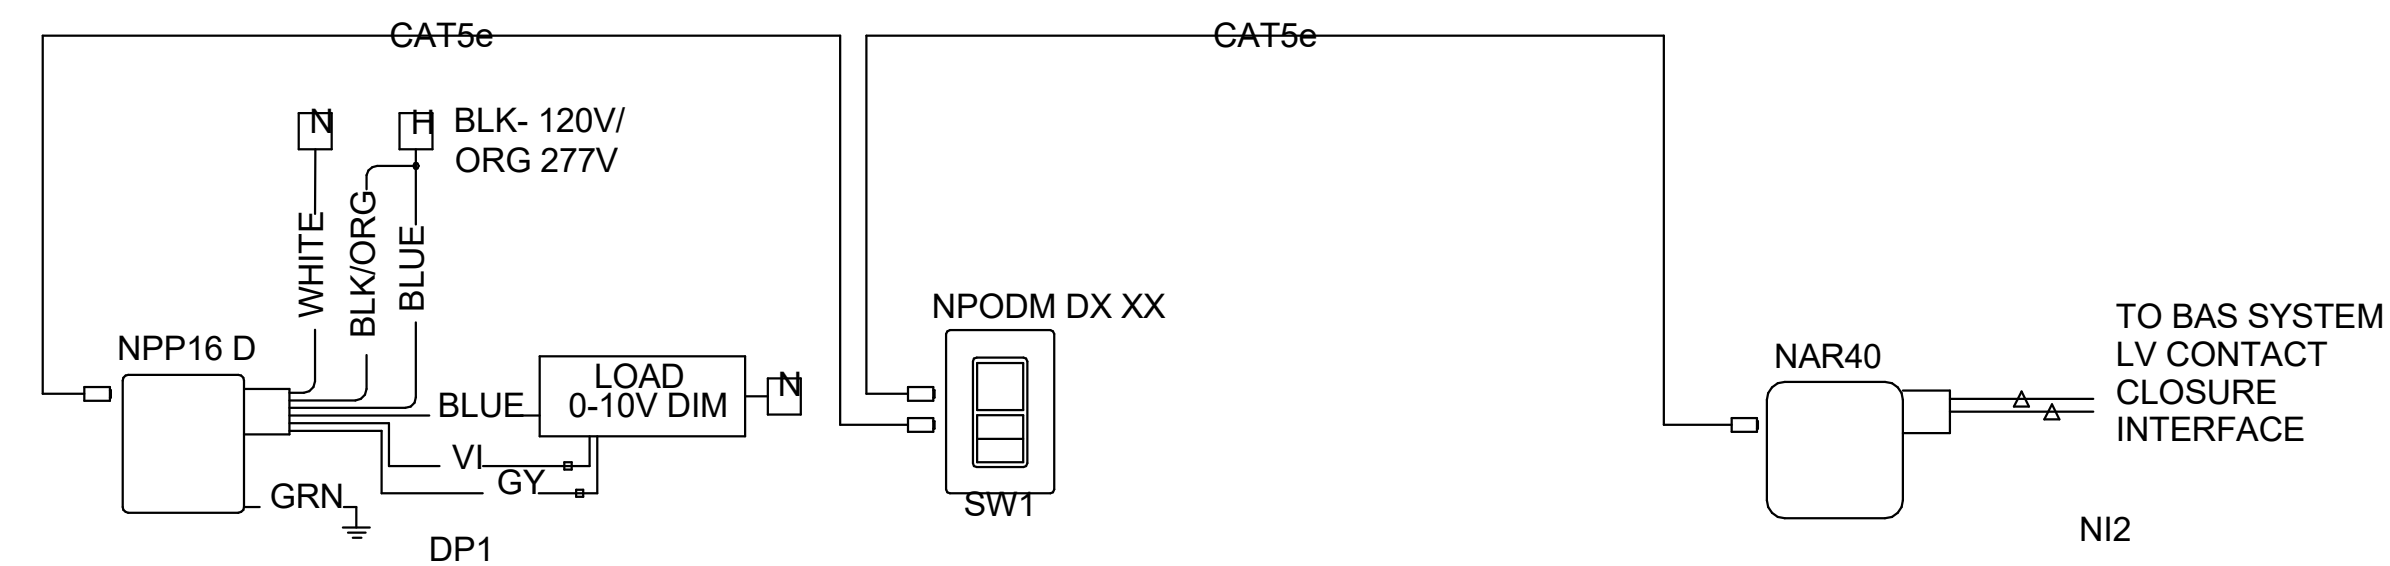 CAT5e
CAT5e
N
H
BLK- 120V/
ORG 277V
WHITE
BLK/ORG
BLUE
NPP16 D
BLUE
LOAD
0-10V DIM
N
VI
GY
GRN
DP1
NPODM DX XX
SW1
NAR40
TO BAS SYSTEM
LV CONTACT
CLOSURE
INTERFACE
NI2